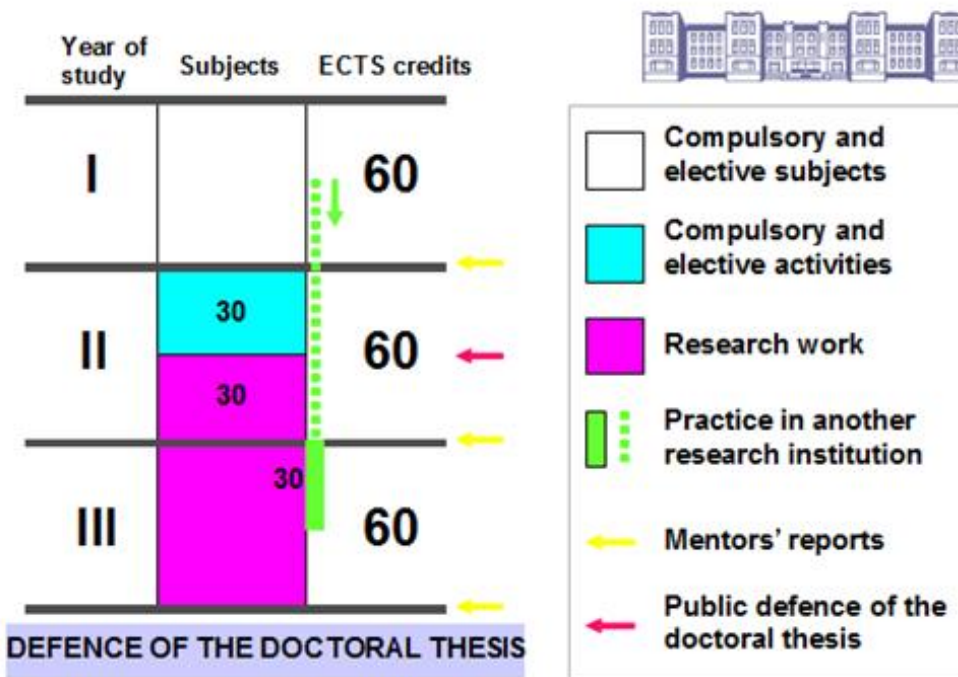 Year of
study
Subjects
ECTS credits
I
60
II
30
30
60
III
30
60
DEFENCE OF THE DOCTORAL THESIS
Compulsory and
elective subjects
Compulsory and
elective activities
Research work
Practice in another
research institution
Mentors' reports
Public defence of the
doctoral thesis